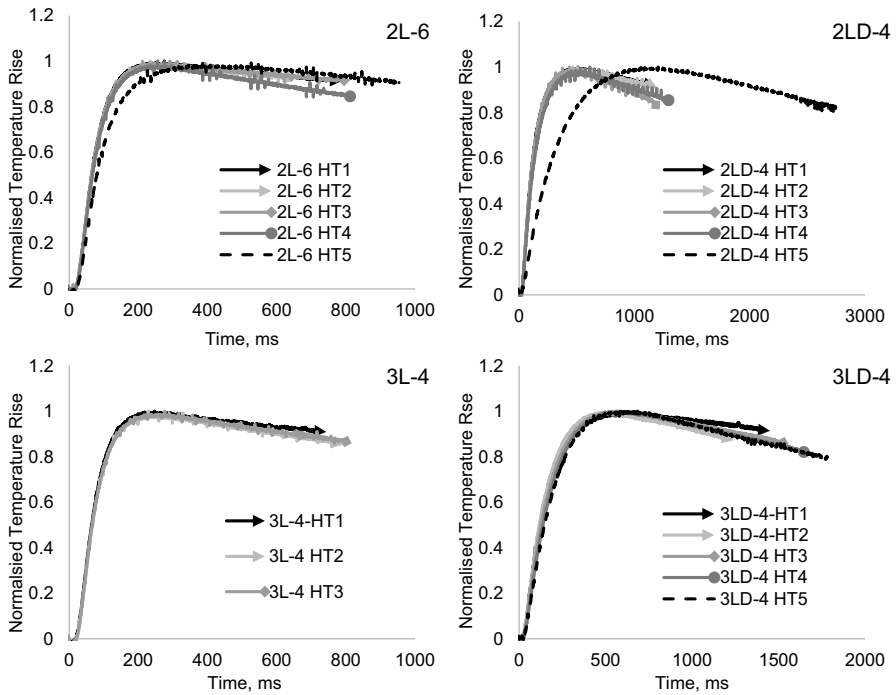 2L-6
Normalised Temperature Rise
1.2
1
0.8
0.6
0.4
0.2
0
2L-6 HT1
2L-6 HT2
2L-6 HT3
2L-6 HT4
2L-6 HT5
0 200 400 600 800 1000
Time, ms
2LD-4
Normalised Temperature Rise
1.2
1
0.8
0.6
0.4
0.2
0
2LD-4 HT1
2LD-4 HT2
2LD-4 HT3
2LD-4 HT4
2LD-4 HT5
0 1000 2000 3000
Time, ms
3L-4
Normalsied Temperature Rise
1.2
1
0.8
0.6
0.4
0.2
0
3L-4-HT1
3L-4 HT2
3L-4 HT3
0 200 400 600 800 1000
Time, ms
3LD-4
Normalised Temperature Rise
1.2
1
0.8
0.6
0.4
0.2
0
3LD-4-HT1
3LD-4-HT2
3LD-4 HT3
3LD-4 HT4
3LD-4 HT5
0 500 1000 1500 2000
Time, ms